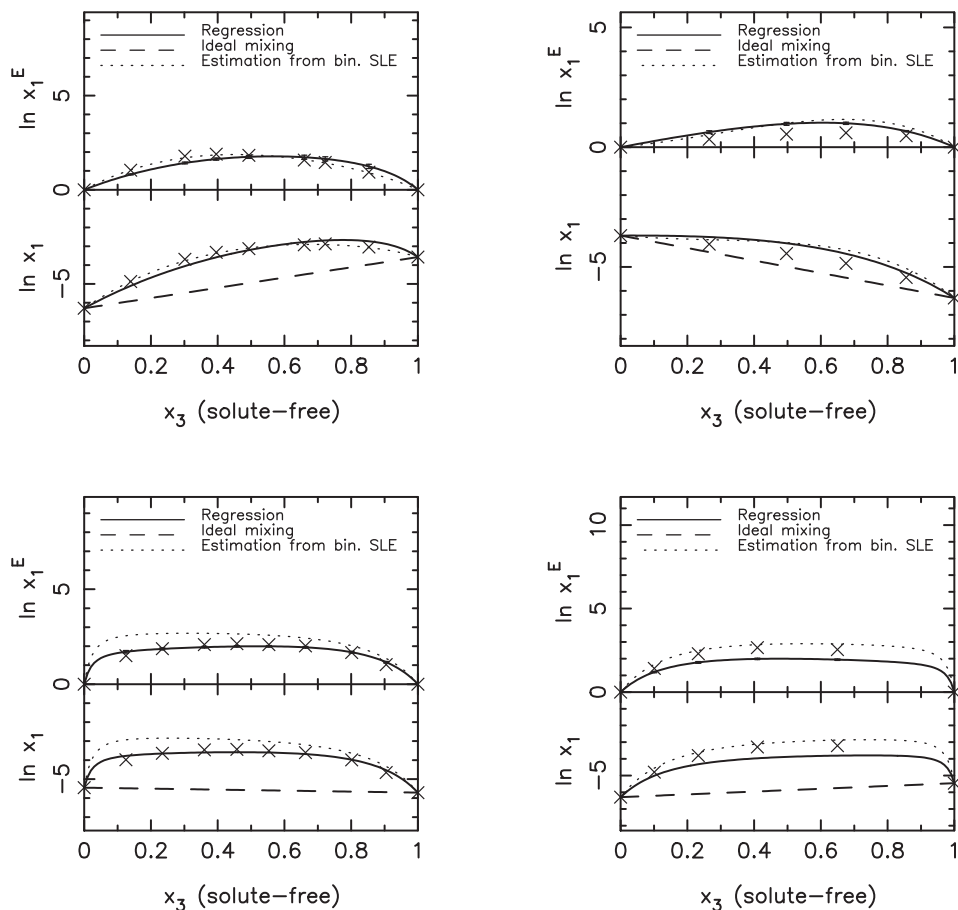 Regression
Ideal mixing
Estimation from bin. SLE
ln x₁ᴱ
5
0
ln x₁
−5
0 0.2 0.4 0.6 0.8 1
x₃ (solute−free)
Regression
Ideal mixing
Estimation from bin. SLE
ln x₁ᴱ
5
0
ln x₁
−5
0 0.2 0.4 0.6 0.8 1
x₃ (solute−free)
Regression
Ideal mixing
Estimation from bin. SLE
ln x₁ᴱ
5
0
ln x₁
−5
0 0.2 0.4 0.6 0.8 1
x₃ (solute−free)
Regression
Ideal mixing
Estimation from bin. SLE
10
ln x₁ᴱ
5
0
ln x₁
−5
0 0.2 0.4 0.6 0.8 1
x₃ (solute−free)